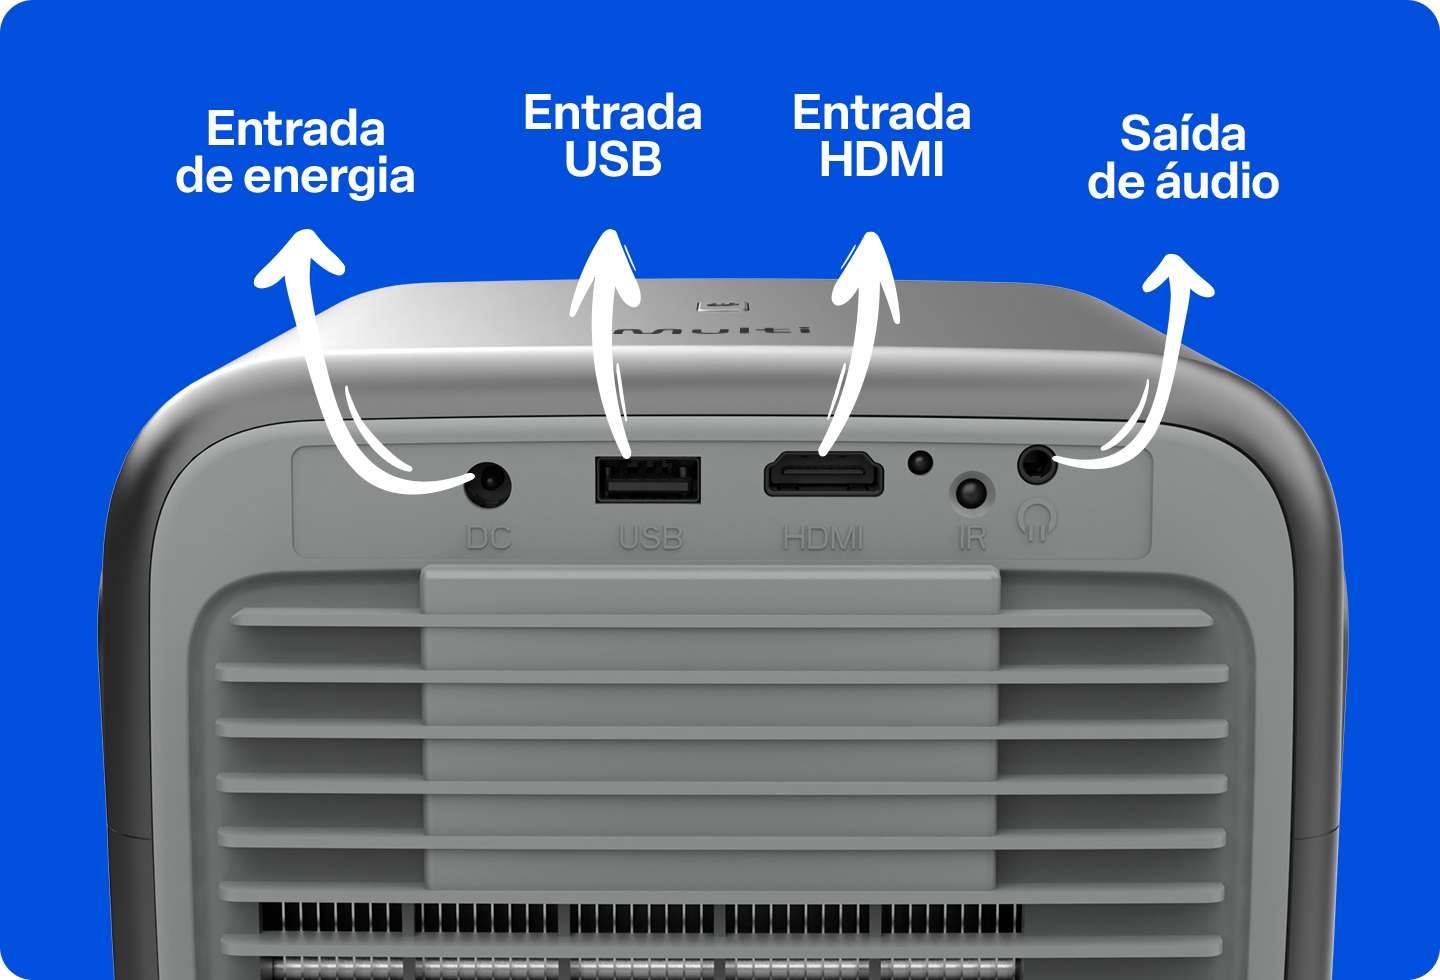 Entrada
de energia
Entrada
USB
Entrada
HDMI
Saída
de áudio
Multi
DC
USB
HDMI
IR